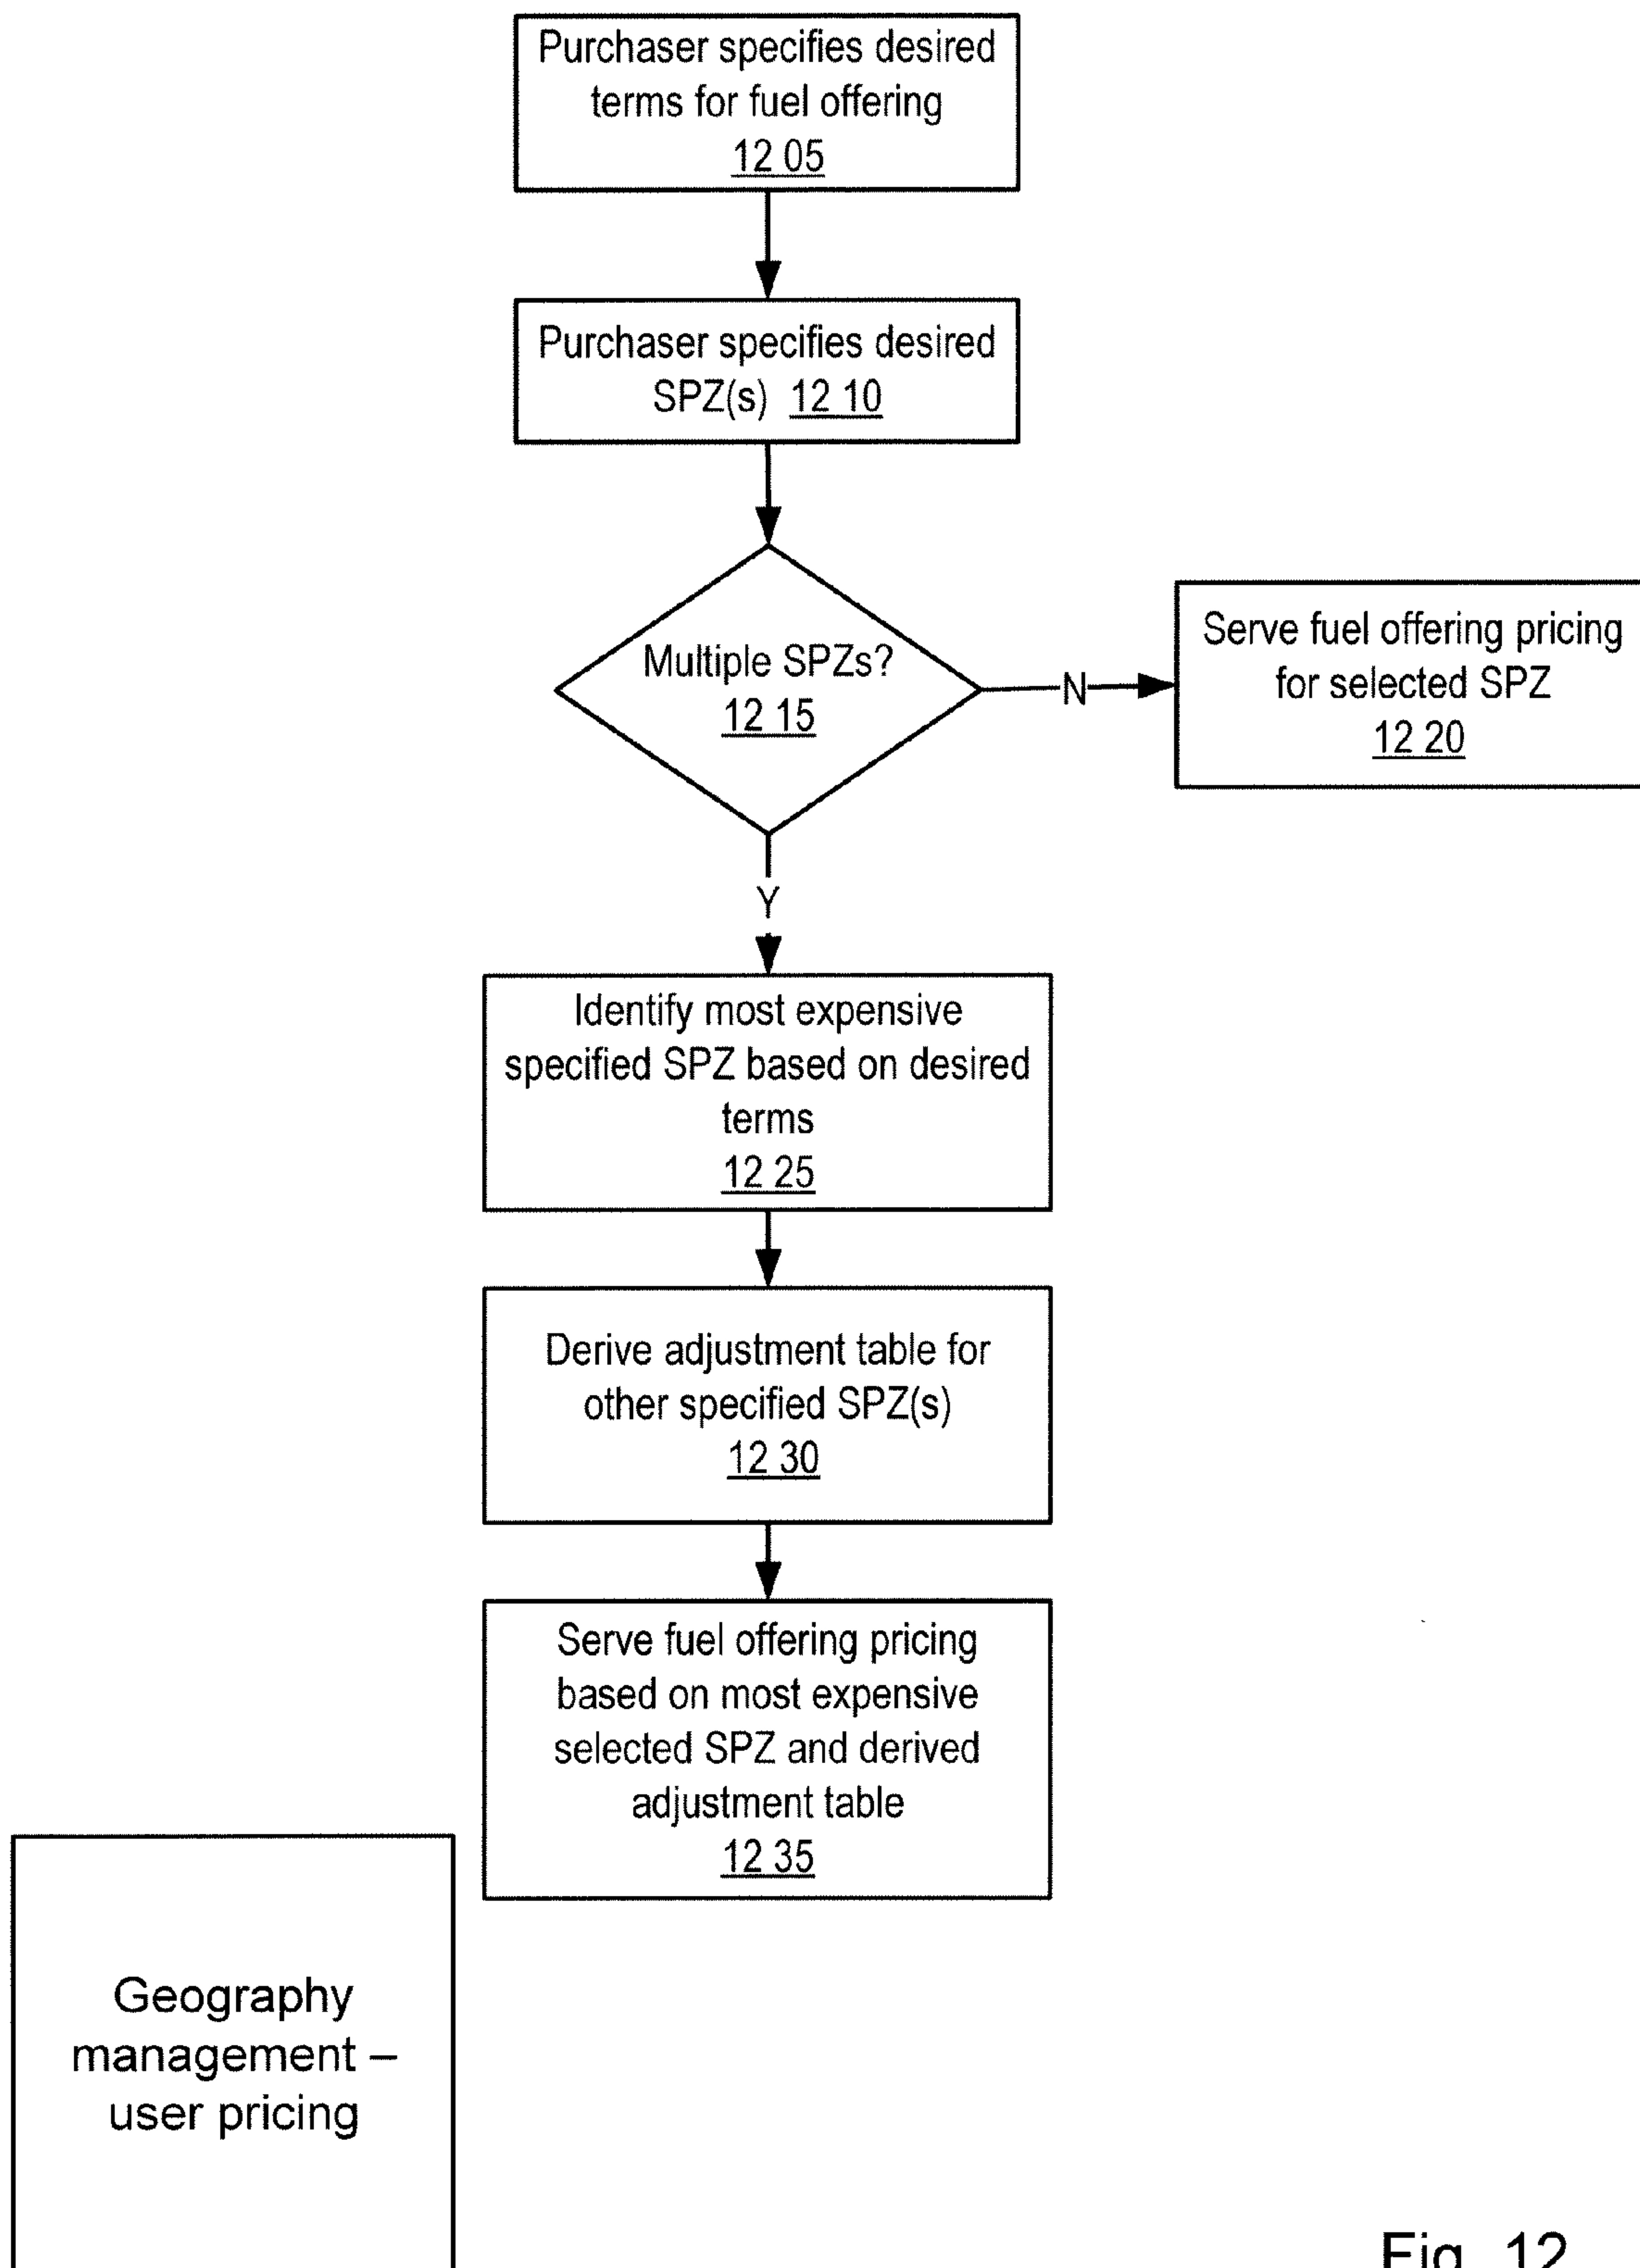 Purchaser specifies desired
terms for fuel offering
12 05
Purchaser specifies desired
SPZ(s) 12 10
Multiple SPZs?
12 15
N
Serve fuel offering pricing
for selected SPZ
12 20
Y
Identify most expensive
specified SPZ based on desired
terms
12 25
Derive adjustment table for
other specified SPZ(s)
12 30
Serve fuel offering pricing
based on most expensive
selected SPZ and derived
adjustment table
12 35
Geography
management –
user pricing
Fig. 12